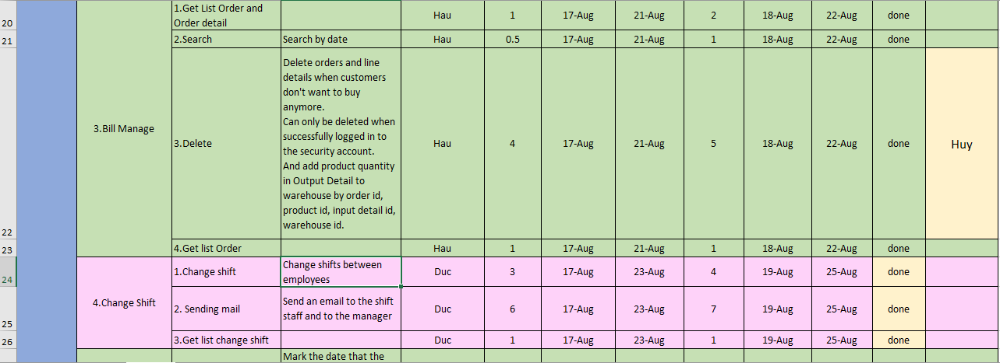 20
1.Get List Order and
Order detail
Hau 1 17-Aug 21-Aug 2 18-Aug 22-Aug done
21
2.Search Search by date Hau 0.5 17-Aug 21-Aug 1 18-Aug 22-Aug done
22
3.Bill Manage
3.Delete
Delete orders and line
details when customers
don't want to buy
anymore.
Can only be deleted when
successfully logged in to
the security account.
And add product quantity
in Output Detail to
warehouse by order id,
product id, input detail id,
warehouse id.
Hau 4 17-Aug 21-Aug 5 18-Aug 22-Aug done Huy
23
4.Get list Order Hau 1 17-Aug 21-Aug 1 18-Aug 22-Aug done
24
4.Change Shift
1.Change shift
Change shifts between
employees
Duc 3 17-Aug 23-Aug 4 19-Aug 25-Aug done
25
2. Sending mail
Send an email to the shift
staff and to the manager
Duc 6 17-Aug 23-Aug 7 19-Aug 25-Aug done
26
3.Get list change shift Duc 1 17-Aug 23-Aug 1 19-Aug 25-Aug done
Mark the date that the